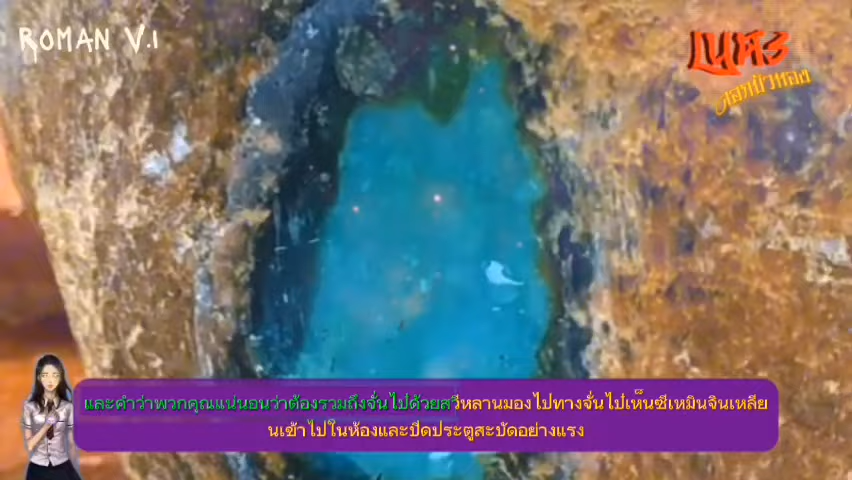 ROMAN V.1
เนตร
และคำว่าพวกคุณแน่นอนว่าต้องรวมถึงจั่นไป๋ด้วยสวีหลานมองไปทางจั่นไป๋เห็นซีเหมินจินเหลีย
นเข้าไปในห้องและปิดประตูสะบัดอย่างแรง